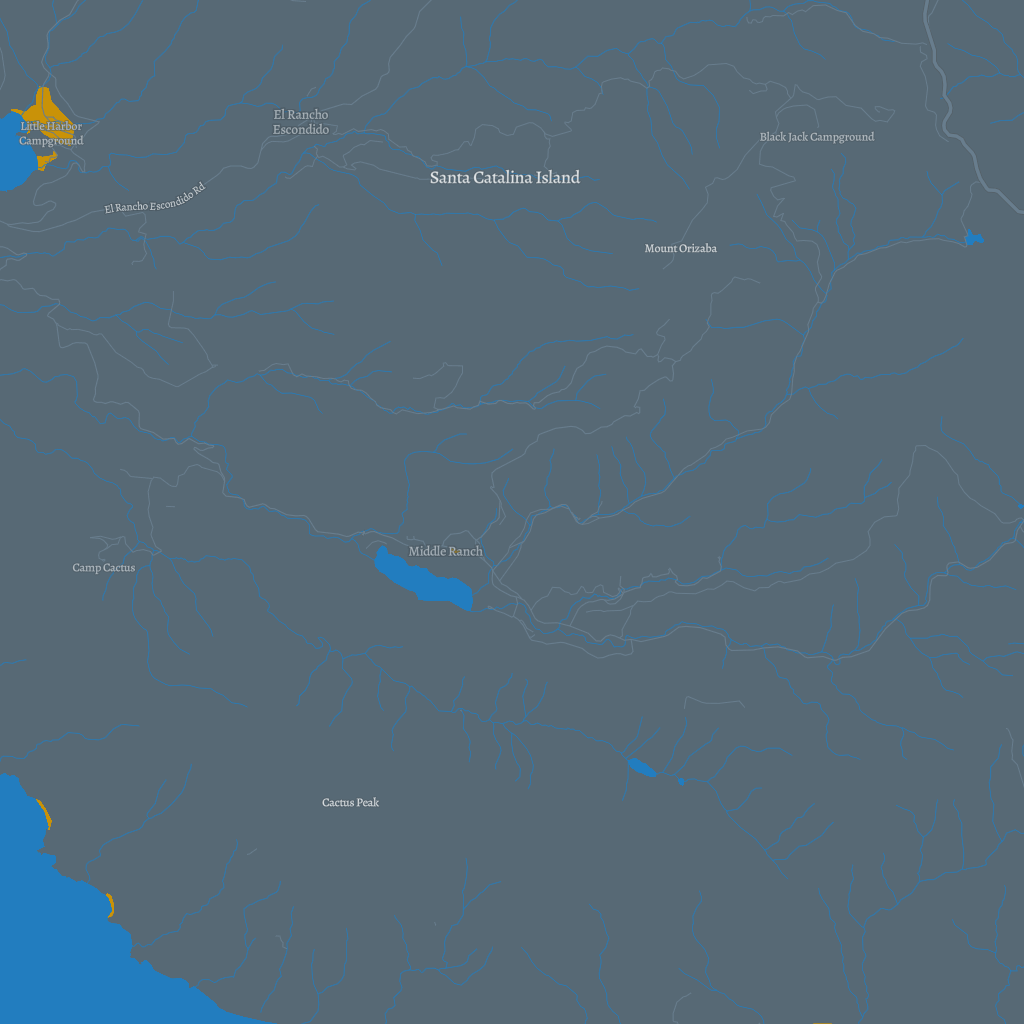 El Rancho
Escondido
Little Harbor
Campground
Black Jack Campground
Santa Catalina Island
El Rancho Escondido Rd
Mount Orizaba
Middle Ranch
Camp Cactus
Cactus Peak